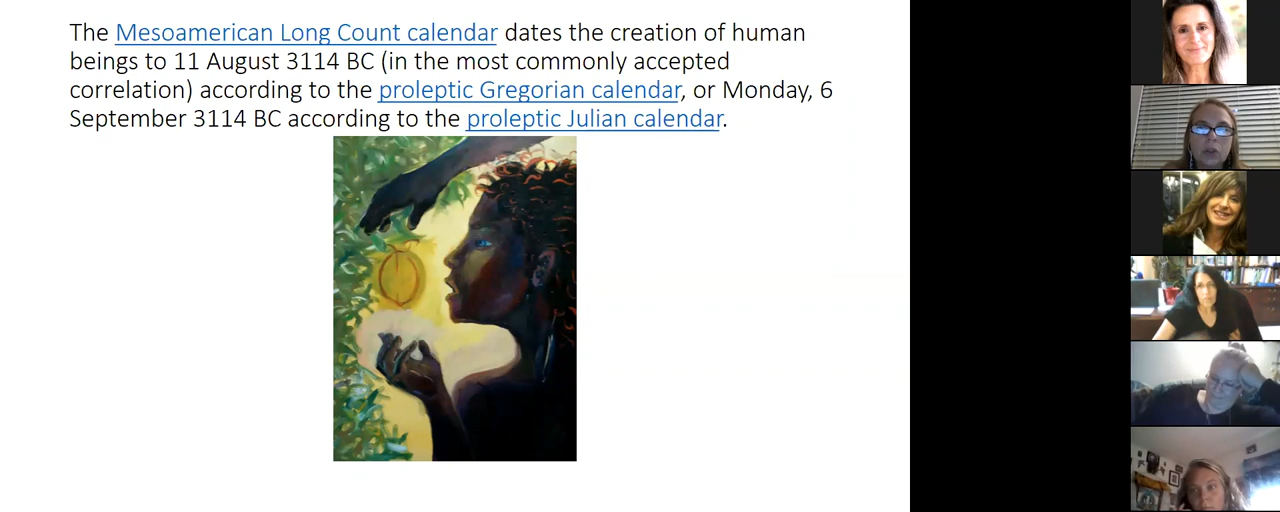 The Mesoamerican Long Count calendar dates the creation of human
beings to 11 August 3114 BC (in the most commonly accepted
correlation) according to the proleptic Gregorian calendar, or Monday, 6
September 3114 BC according to the proleptic Julian calendar.